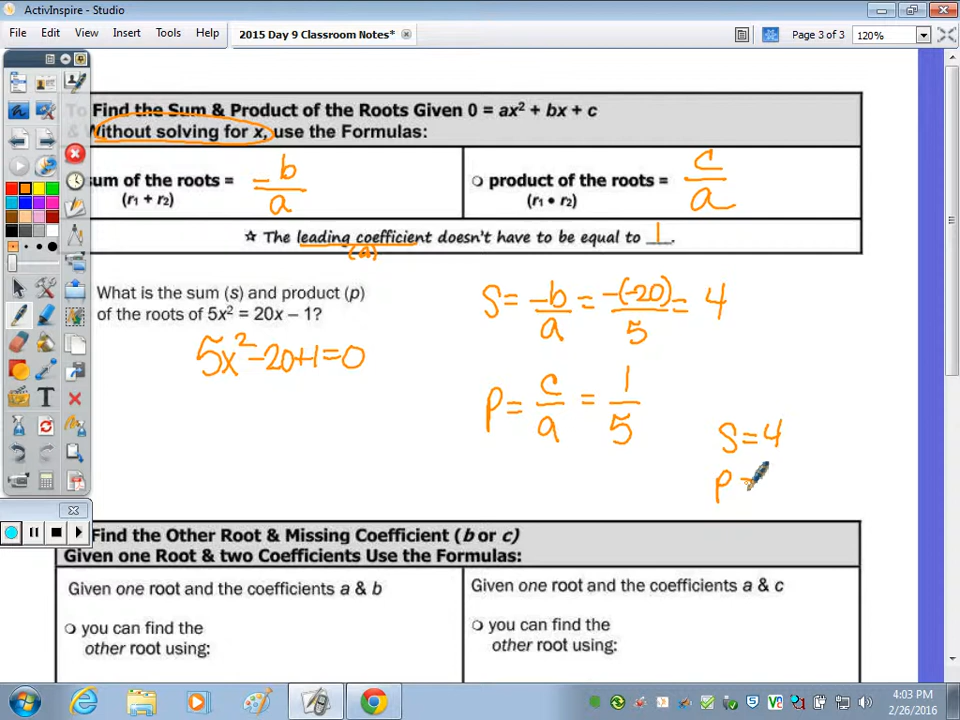 ActivInspire - Studio
File Edit View Insert Tools Help
2015 Day 9 Classroom Notes*
Page 3 of 3
120%
Find the Sum & Product of the Roots Given 0 = ax² + bx + c
& Without solving for x, use the Formulas:
sum of the roots = -b/a
(r₁ + r₂)
product of the roots = c/a
(r₁ • r₂)
☆ The leading coefficient doesn't have to be equal to 1.
(a)
What is the sum (s) and product (p)
of the roots of 5x² = 20x – 1?
5x²-20+1=0
S = -b/a = -(-20)/5 = 4
P = c/a = 1/5
S=4
P
Find the Other Root & Missing Coefficient (b or c)
Given one Root & two Coefficients Use the Formulas:
Given one root and the coefficients a & b
you can find the
other root using:
Given one root and the coefficients a & c
you can find the
other root using:
4:03 PM
2/26/2016